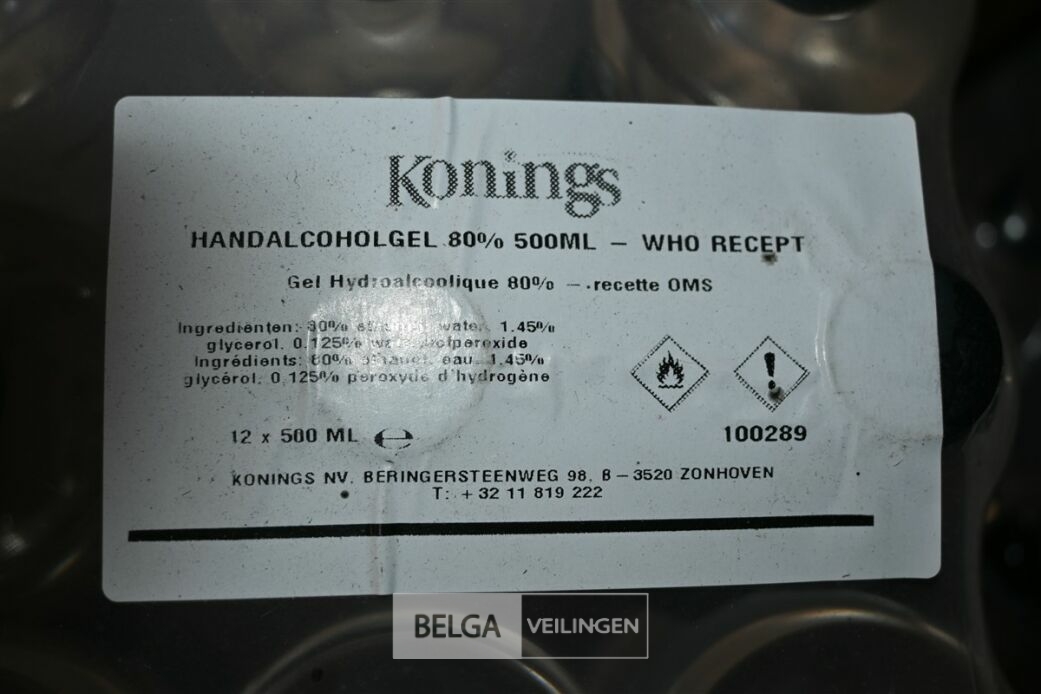 Konings
HANDALCOHOLGEL 80% 500ML – WHO RECEPT
Gel Hydroalcoolique 80% – recette OMS
Ingrediënten: 80% water, 1.45%
glycerol, 0.125%
Ingrédients: 80% éthanol, eau, 1.45%
glycérol, 0,125% peroxyde d'hydrogène
12 x 500 ML ℮
100289
KONINGS NV. BERINGERSTEENWEG 98, B – 3520 ZONHOVEN
T: +32 11 819 222
BELGA VEILINGEN